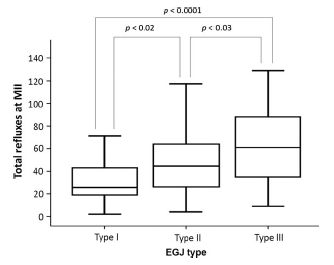 p < 0.0001
p < 0.02
p < 0.03
Total refluxes at MII
140
120
100
80
60
40
20
0
Type I
Type II
Type III
EGJ type